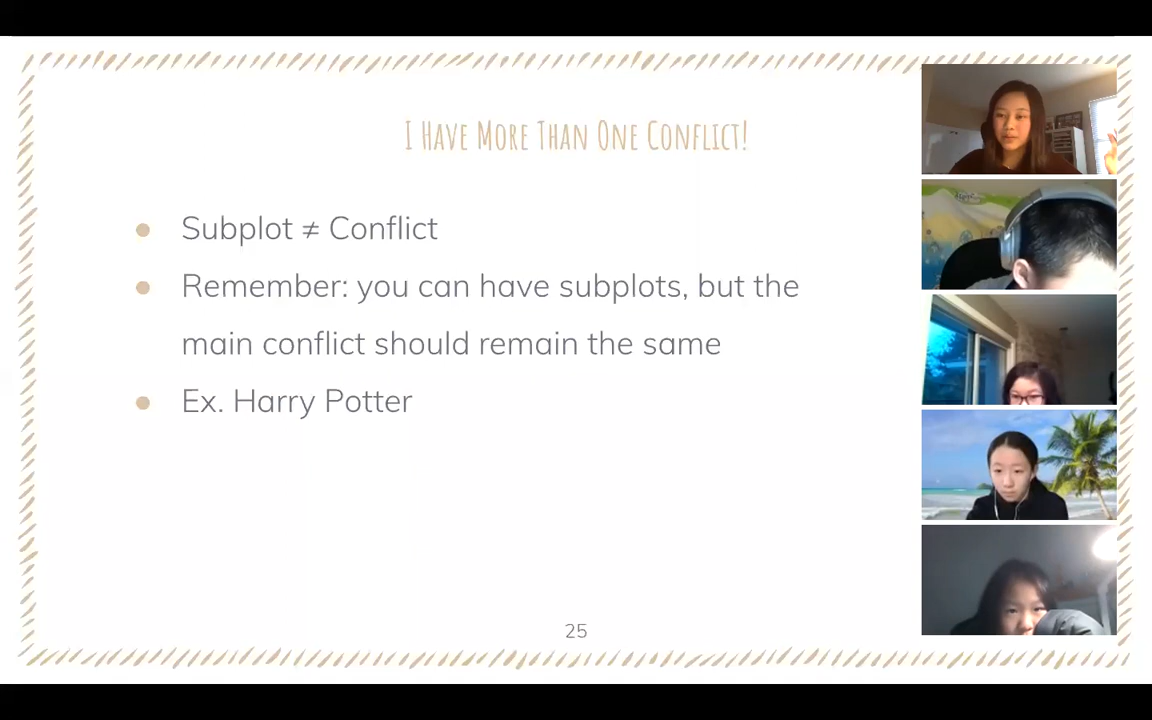 I Have More Than One Conflict!
● Subplot ≠ Conflict
● Remember: you can have subplots, but the
main conflict should remain the same
● Ex. Harry Potter
25